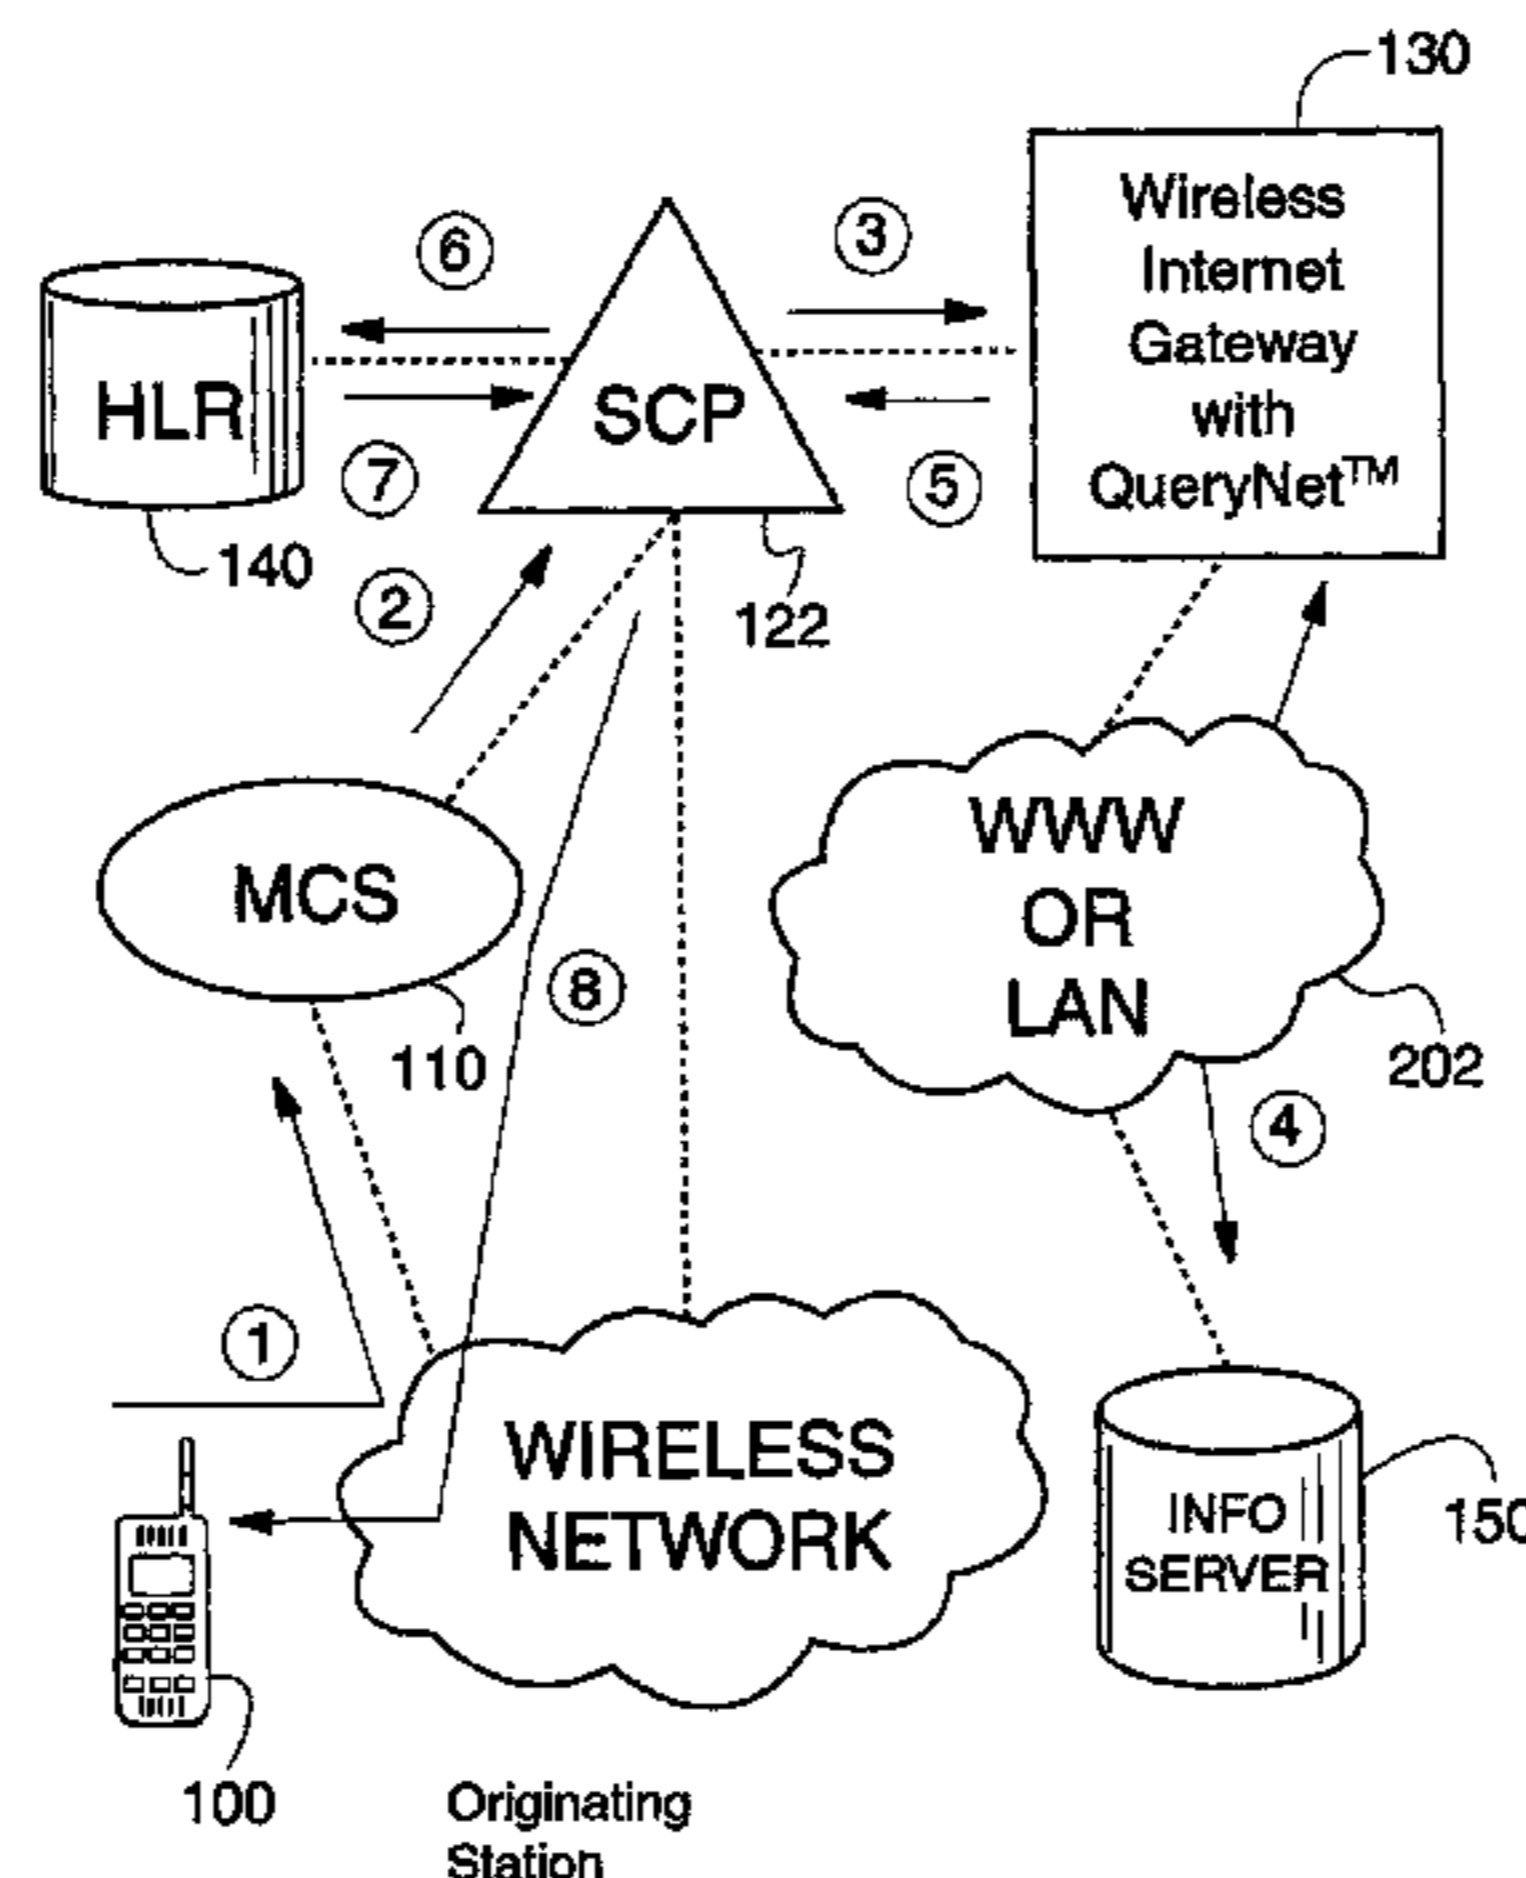 130
Wireless
Internet
Gateway
with
QueryNet™
6
3
HLR
SCP
7
5
140
2
122
MCS
WWW
OR
LAN
8
110
202
4
1
WIRELESS
NETWORK
INFO
SERVER
150
100
Originating
Station